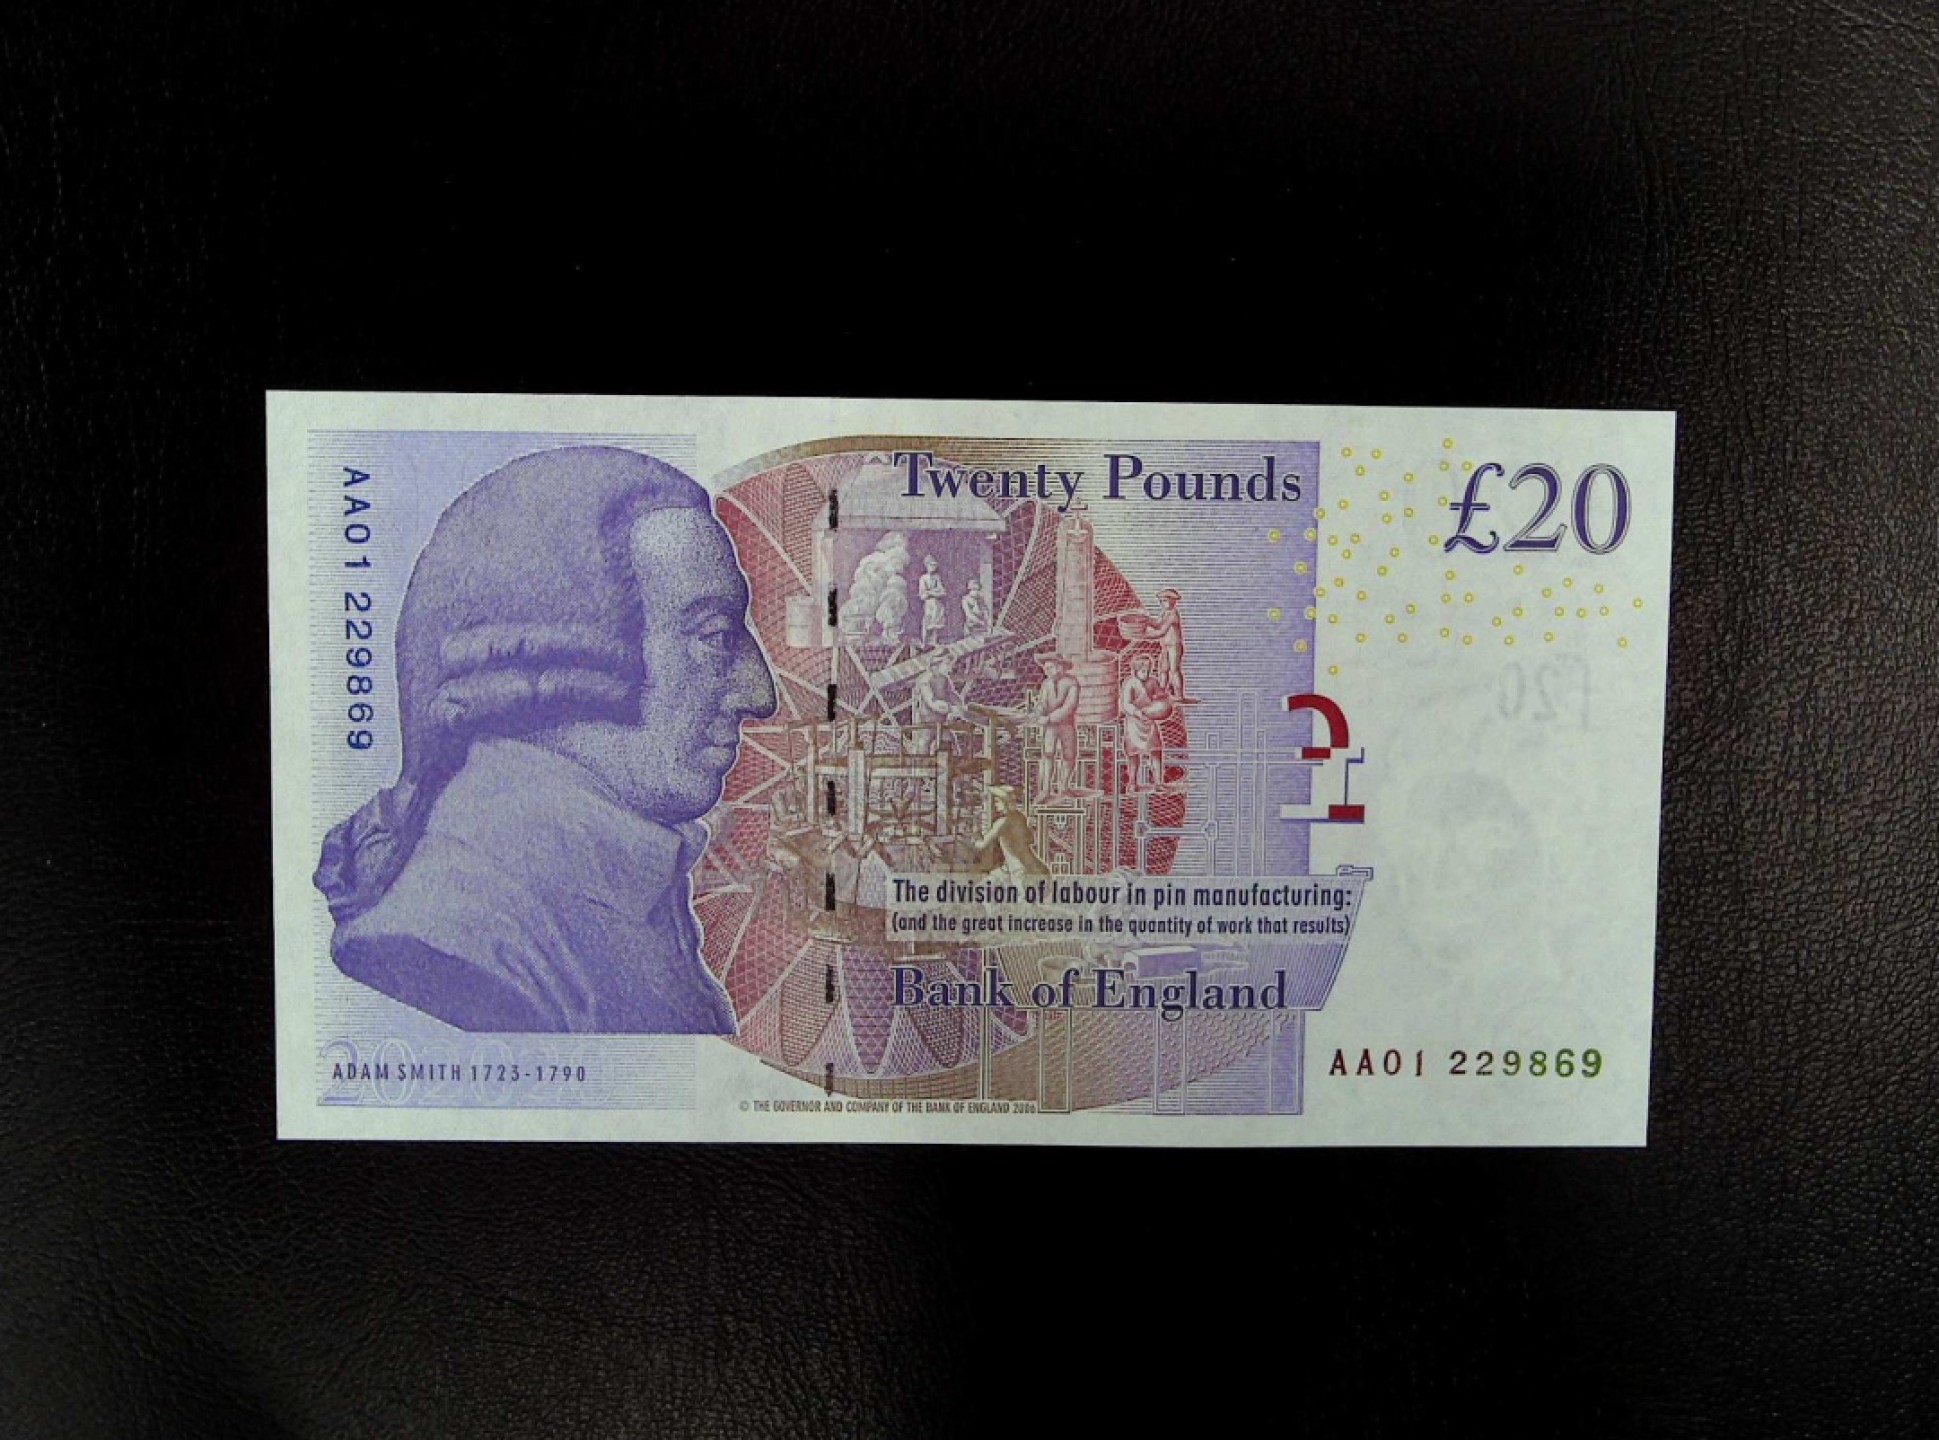 AA01 229869
Twenty Pounds
£20
£20
The division of labour in pin manufacturing:
(and the great increase in the quantity of work that results)
Bank of England
AA01 229869
202020
ADAM SMITH 1723-1790
© THE GOVERNOR AND COMPANY OF THE BANK OF ENGLAND 2006